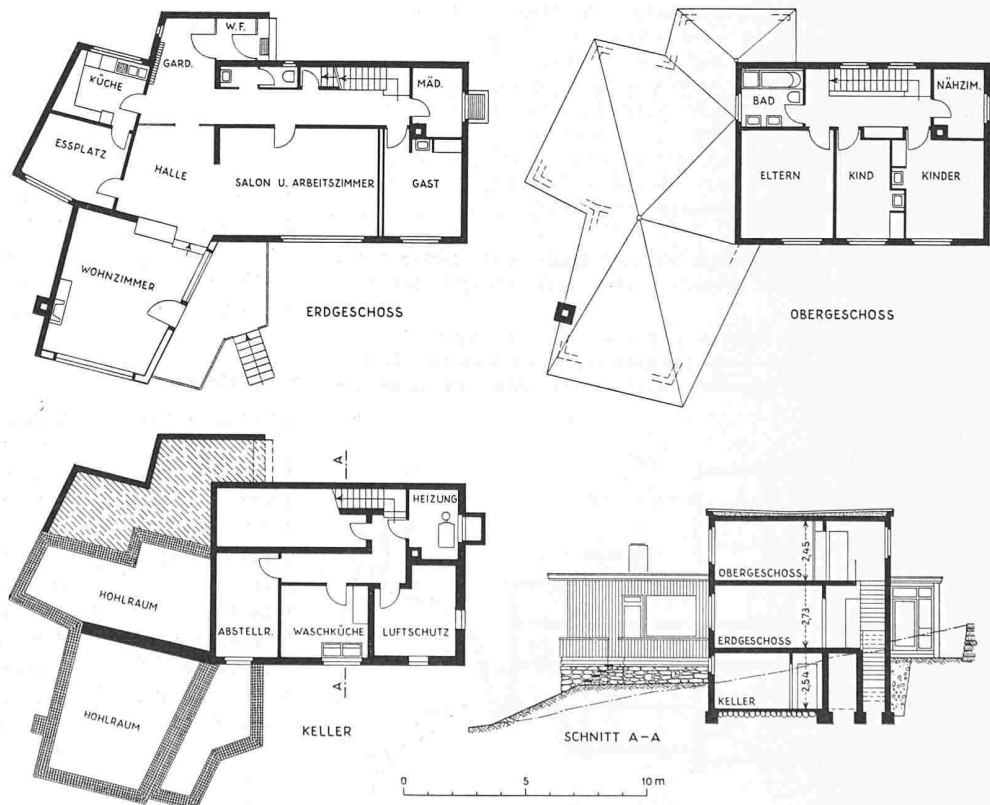 W.F.
GARD.
KÜCHE
MÄD.
ESSPLATZ
HALLE
SALON U. ARBEITSZIMMER
GAST
WOHNZIMMER
ERDGESCHOSS
BAD
NÄHZIM.
ELTERN
KIND
KINDER
OBERGESCHOSS
A
HEIZUNG
HOHLRAUM
ABSTELLR.
WASCHKÜCHE
LUFTSCHUTZ
HOHLRAUM
A
KELLER
OBERGESCHOSS
2,45
ERDGESCHOSS
2,73
KELLER
2,54
SCHNITT A–A
0 5 10 m